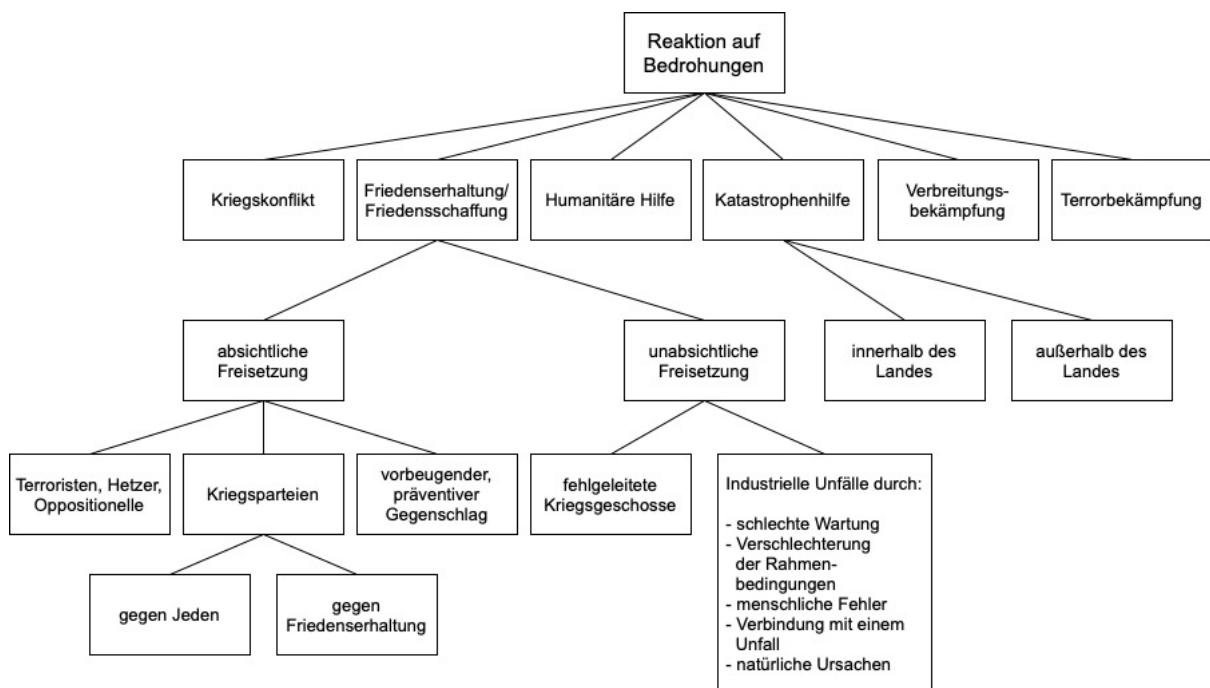 Reaktion auf
Bedrohungen
Kriegskonflikt
Friedenserhaltung/
Friedensschaffung
Humanitäre Hilfe
Katastrophenhilfe
Verbreitungs-
bekämpfung
Terrorbekämpfung
absichtliche
Freisetzung
unabsichtliche
Freisetzung
innerhalb des
Landes
außerhalb des
Landes
Terroristen, Hetzer,
Oppositionelle
Kriegsparteien
vorbeugender,
präventiver
Gegenschlag
fehlgeleitete
Kriegsgeschosse
Industrielle Unfälle durch:
- schlechte Wartung
- Verschlechterung
der Rahmen-
bedingungen
- menschliche Fehler
- Verbindung mit einem
Unfall
- natürliche Ursachen
gegen Jeden
gegen
Friedenserhaltung